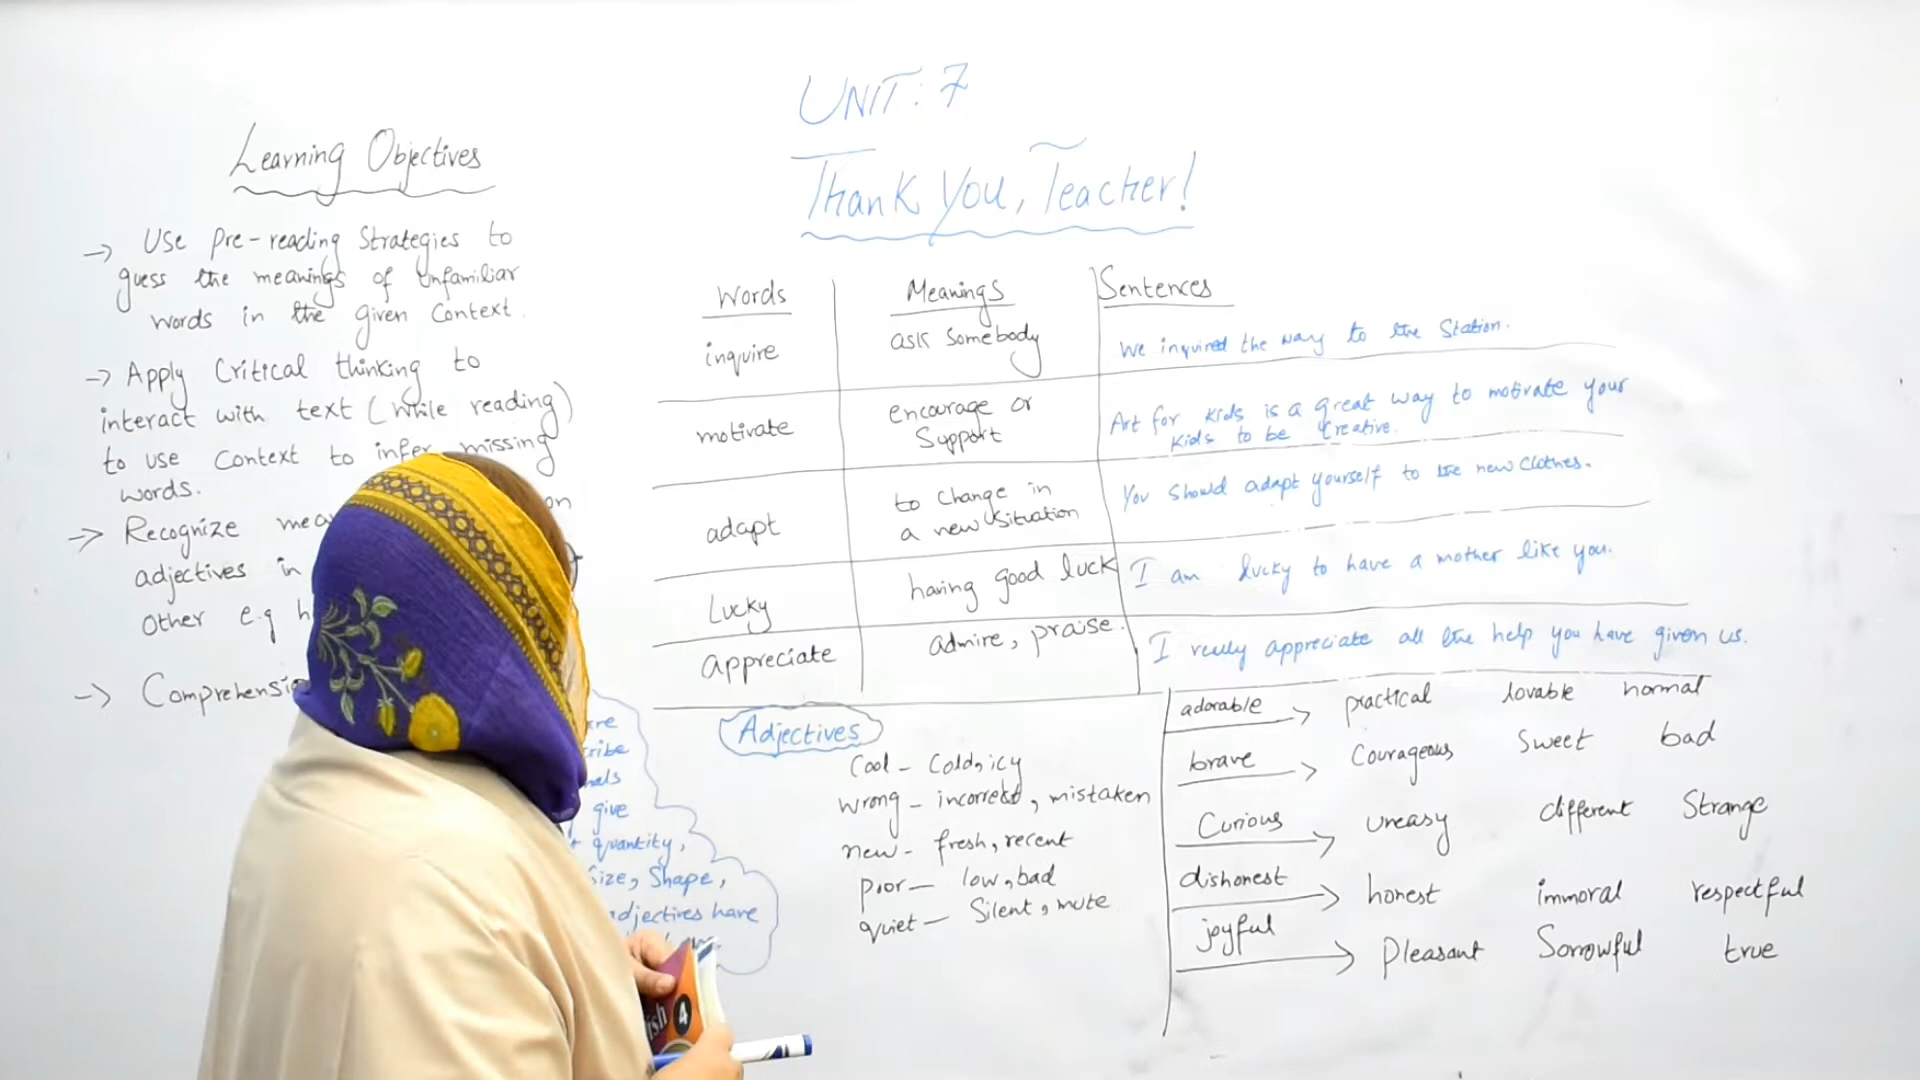 UNIT: 7
Thank You, Teacher!
Learning Objectives
-> Use Pre-reading Strategies to
guess the meanings of unfamiliar
words in the given Context.
-> Apply Critical thinking to
interact with text (While reading)
to use Context to infer missing
words.
-> Recognize
adjectives in
Other e.g
-> Comprehensi
Words Meanings Sentences
inquire ask Somebody We inquired the way to the Station.
motivate encourage or Support Art for kids is a great way to motivate your kids to be Creative.
adapt to change in a new situation You should adapt yourself to the new Clothes.
Lucky having good luck I am lucky to have a mother like you.
appreciate admire, praise. I really appreciate all the help you have given us.
give
quantity,
Size, Shape,
adjectives have
Adjectives
Cool - Cold, icy
wrong - incorrect, mistaken
new - fresh, recent
poor - low, bad
quiet - Silent, mute
adorable -> practical lovable normal
brave -> Courageous Sweet bad
Curious -> uneasy different Strange
dishonest -> honest immoral respectful
joyful -> Pleasant Sorrowful true
4